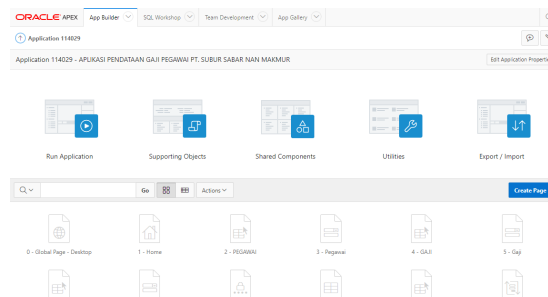 ORACLE APEX App Builder SQL Workshop Team Development App Gallery
Application 114029
Application 114029 - APLIKASI PENDATAAN GAJI PEGAWAI PT. SUBUR SABAR NAN MAKMUR Edit Application Properti
Run Application Supporting Objects Shared Components Utilities Export / Import
Go Actions Create Page
0 - Global Page - Desktop 1 - Home 2 - PEGAWAI 3 - Pegawai 4 - GAJI 5 - Gaji